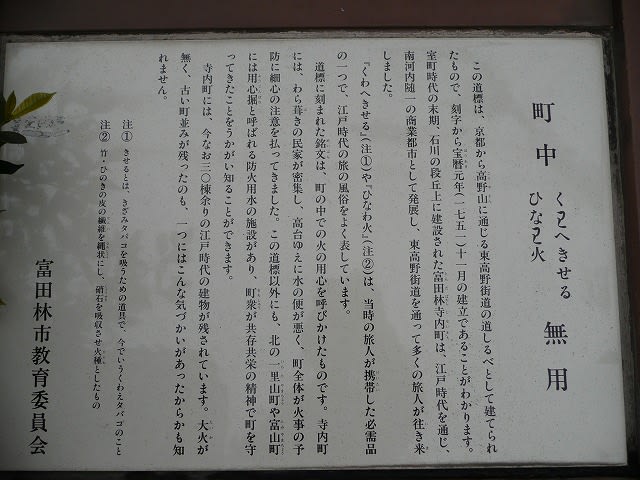 町中 くわへきせる ひなわ火 無用
この道標は、京都から高野山に通じる東高野街道の道しるべとして建てられ
たもので、刻字から宝暦元年(一七五一)十一月の建立であることがわかります。
室町時代の末期、石川の段丘上に建設された富田林寺内町は、江戸時代を通じ、
南河内随一の商業都市として発展し、東高野街道を通って多くの旅人が往き来
しました。
『くわへきせる』(注①)や『ひなわ火』(注②)は、当時の旅人が携帯した必需品
の一つで、江戸時代の旅の風俗をよく表しています。
道標に刻まれた銘文は、町の中での火の用心を呼びかけたものです。寺内町
には、わら葺きの民家が密集し、高台ゆえに水の便が悪く、町全体が火事の予
防に細心の注意を払ってきました。この道標以外にも、北の一里山町や富山町
には用心堀と呼ばれる防火用水の施設があり、町衆が共存共栄の精神で町を守
ってきたことをうかがい知ることができます。
寺内町には、今なお三〇棟余りの江戸時代の建物が残されています。大火が
無く、古い町並みが残ったのも、一つにはこんな気づかいがあったからかも知
れません。
注① きせるとは、きざみタバコを吸うための道具で、今でいうくわえタバコのこと
注② 竹・ひのきの皮の繊維を縄状にし、硝石を吸収させ火種としたもの
富田林市教育委員会